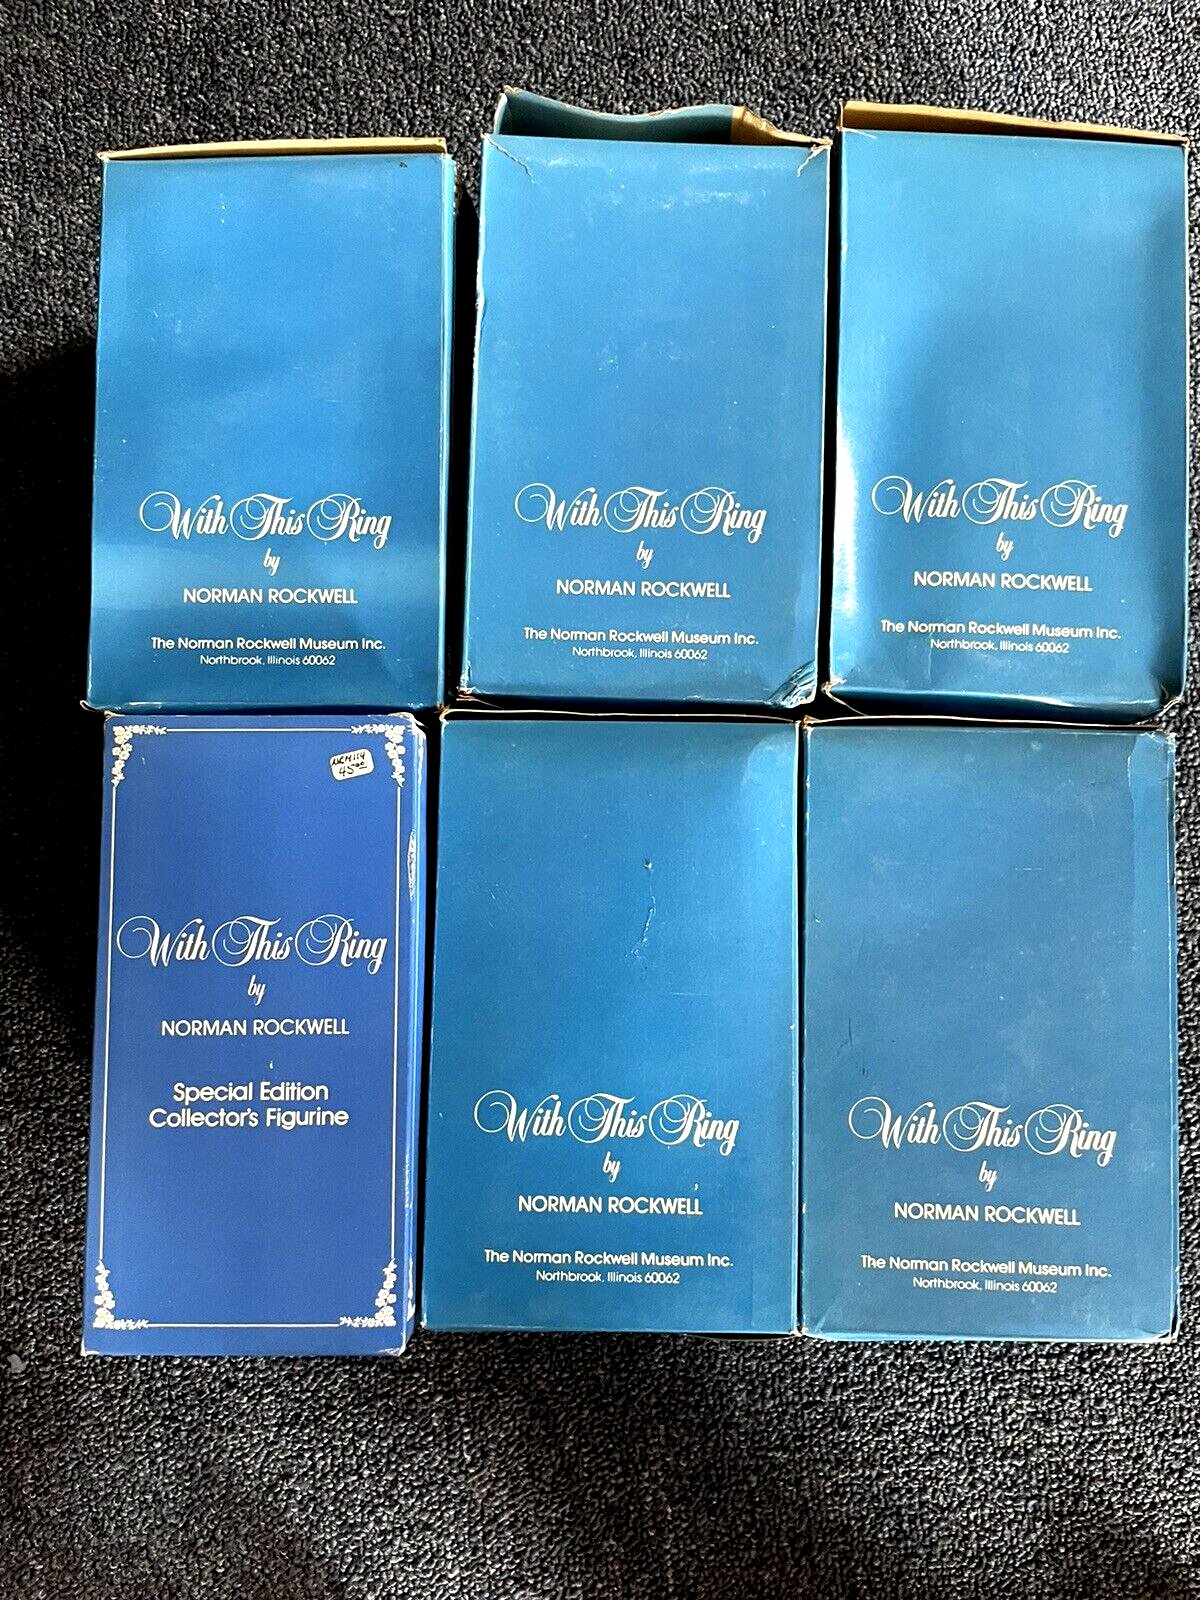 With This Ring
by
NORMAN ROCKWELL
The Norman Rockwell Museum Inc.
Northbrook, Illinois 60062
With This Ring
by
NORMAN ROCKWELL
The Norman Rockwell Museum Inc.
Northbrook, Illinois 60062
With This Ring
by
NORMAN ROCKWELL
The Norman Rockwell Museum Inc.
Northbrook, Illinois 60062
45⁰⁰
With This Ring
by
NORMAN ROCKWELL
Special Edition
Collector's Figurine
With This Ring
by
NORMAN ROCKWELL
The Norman Rockwell Museum Inc.
Northbrook, Illinois 60062
With This Ring
by
NORMAN ROCKWELL
The Norman Rockwell Museum Inc.
Northbrook, Illinois 60062